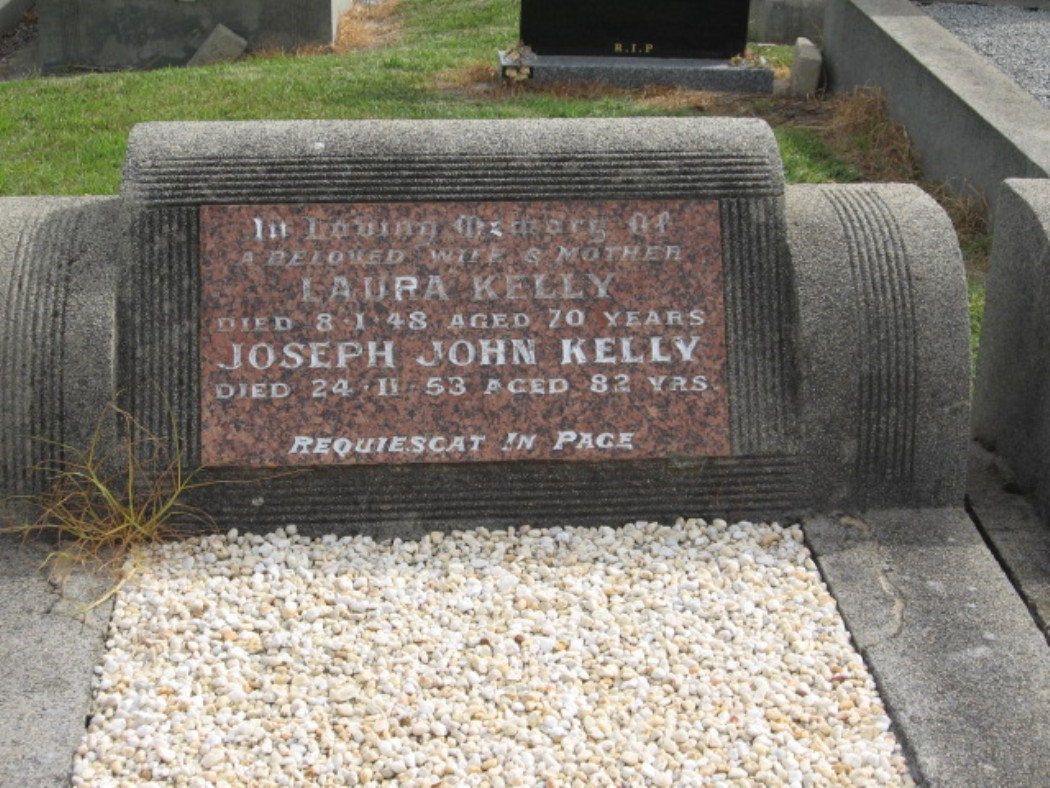 R.I.P
In Loving Memory Of
A BELOVED WIFE & MOTHER
LAURA KELLY
DIED 8·1·48 AGED 70 YEARS
JOSEPH JOHN KELLY
DIED 24·11·53 AGED 82 YRS.
REQUIESCAT IN PACE